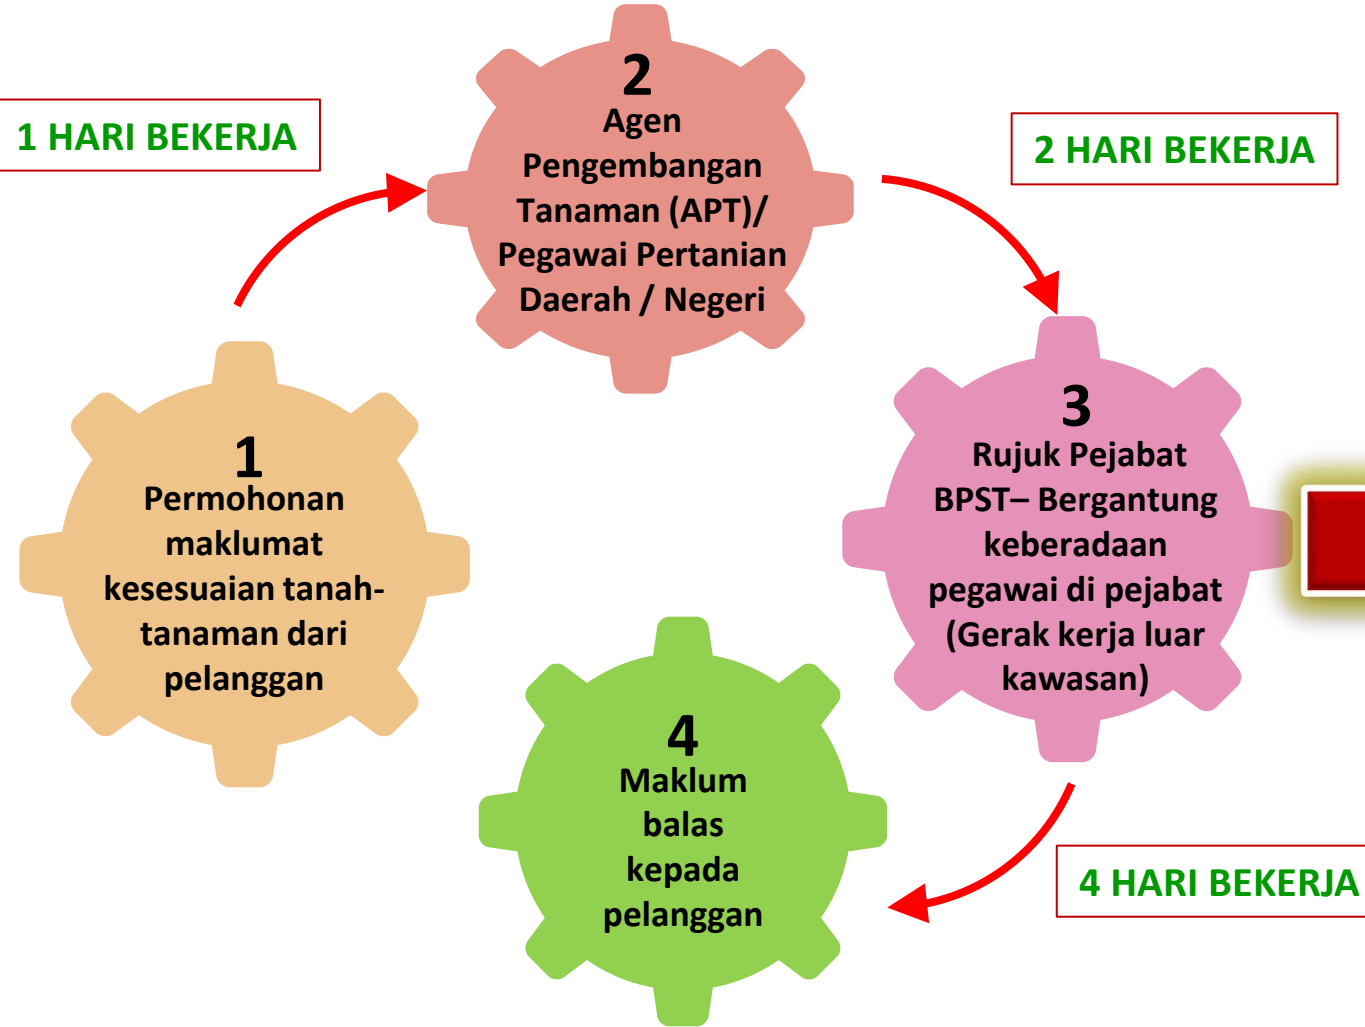 1 HARI BEKERJA
2
Agen
Pengembangan
Tanaman (APT)/
Pegawai Pertanian
Daerah / Negeri
2 HARI BEKERJA
1
Permohonan
maklumat
kesesuaian tanah-
tanaman dari
pelanggan
3
Rujuk Pejabat
BPST– Bergantung
keberadaan
pegawai di pejabat
(Gerak kerja luar
kawasan)
4
Maklum
balas
kepada
pelanggan
4 HARI BEKERJA